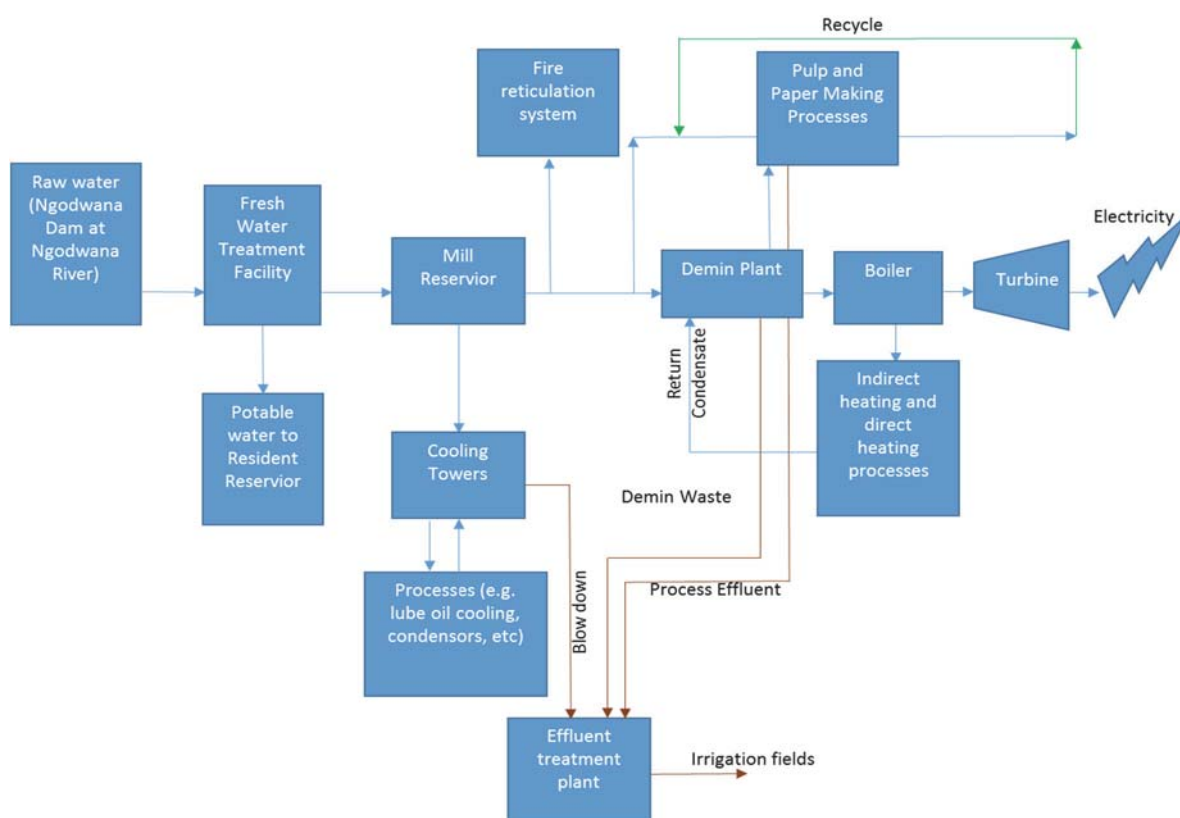 Recycle
Fire
reticulation
system
Pulp and
Paper Making
Processes
Raw water
(Ngodwana
Dam at
Ngodwana
River)
Fresh
Water
Treatment
Facility
Mill
Reservior
Demin Plant
Boiler
Turbine
Electricity
Return
Condensate
Indirect
heating and
direct
heating
processes
Potable
water to
Resident
Reservior
Cooling
Towers
Demin Waste
Processes (e.g.
lube oil cooling,
condensors, etc)
Blow down
Process Effluent
Effluent
treatment
plant
Irrigation fields